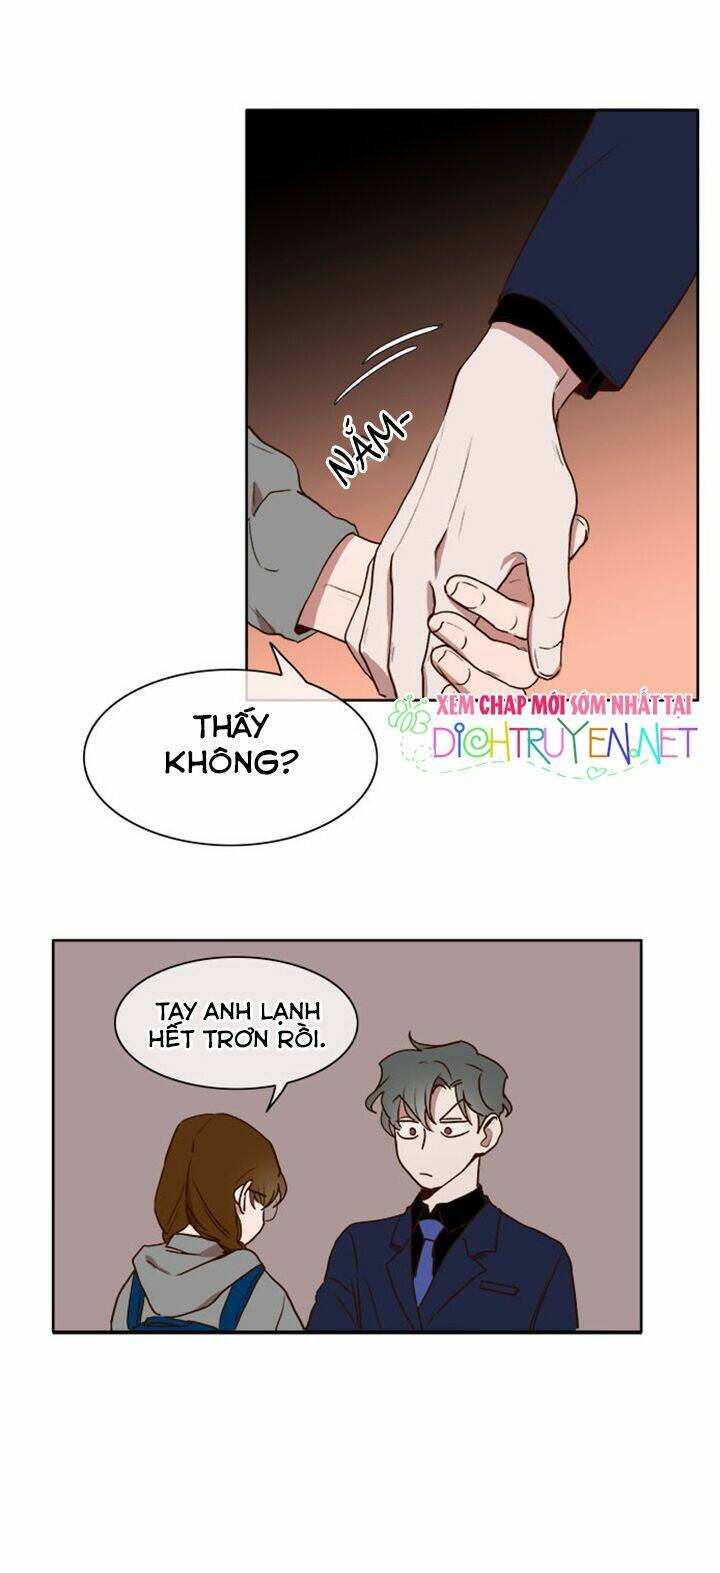 NẮM-
THẤY
KHÔNG?
XEM CHAP MỚI SỚM NHẤT TẠI
DICHTRUYEN.NET
TAY ANH LẠNH
HẾT TRƠN RỒI.